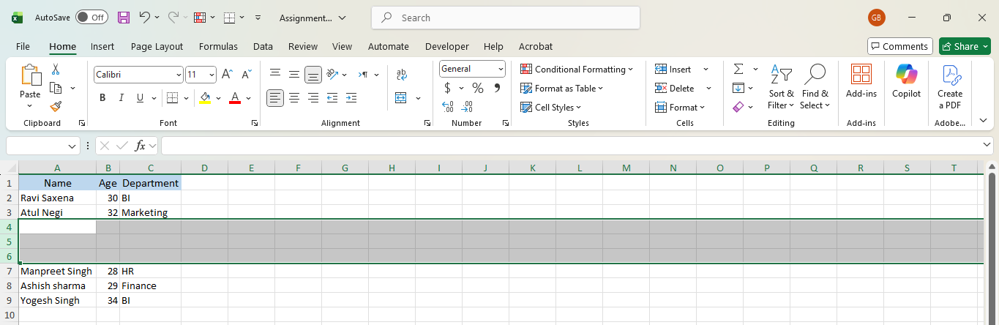 AutoSave Off Assignment... Search GB
File Home Insert Page Layout Formulas Data Review View Automate Developer Help Acrobat Comments Share
Paste Calibri 11 A A ab General Conditional Formatting Insert Sort & Filter Find & Select Add-ins Copilot Create a PDF
B I U A $ % Format as Table Delete
.00 .00 Cell Styles Format
Clipboard Font Alignment Number Styles Cells Editing Add-ins Adobe...
fx
A B C D E F G H I J K L M N O P Q R S T
1 Name Age Department
2 Ravi Saxena 30 BI
3 Atul Negi 32 Marketing
4
5
6
7 Manpreet Singh 28 HR
8 Ashish sharma 29 Finance
9 Yogesh Singh 34 BI
10